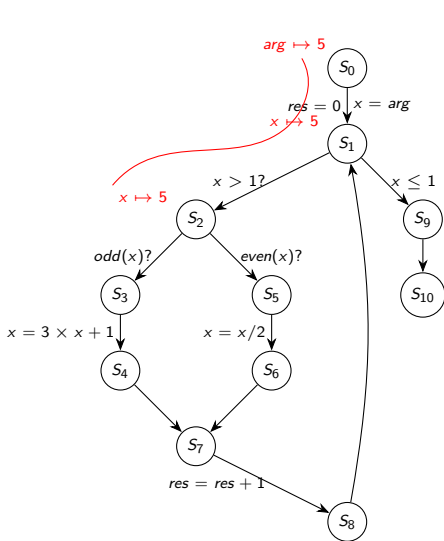 arg ↦ 5
S0
res = 0
x = arg
x ↦ 5
S1
x > 1?
x ≤ 1
x ↦ 5
S2
S9
odd(x)?
even(x)?
S3
S5
S10
x = 3 × x + 1
x = x/2
S4
S6
S7
res = res + 1
S8